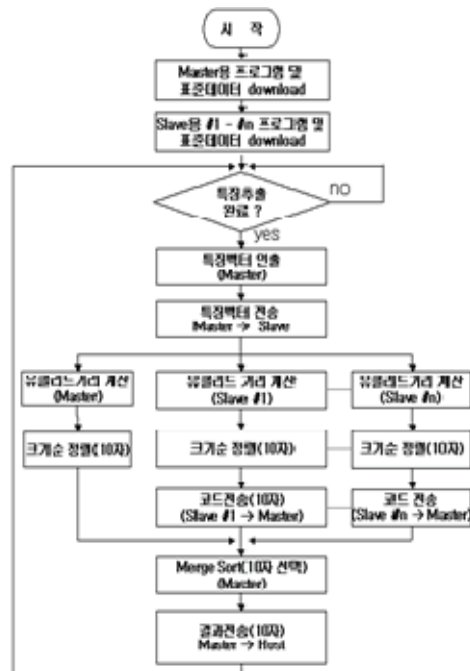 시 작
Master용 프로그램 및
표준데이터 download
Slave용 #1 - #n 프로그램 및
표준데이터 download
특징추출
완료 ?
no
yes
특징벡터 인출
(Master)
특징벡터 전송
Master → Slave
유클리드거리 계산
(Master)
유클리드 거리 계산
(Slave #1)
유클리드거리 계산
(Slave #n)
크기순 정렬(10자)
크기순 정렬(10자)
크기순 정렬(10자)
코드전송(10자)
(Slave #1 → Master)
코드 전송
(Slave #n → Master)
Merge Sort(10자 선택)
(Master)
결과전송(10자)
Master → Host